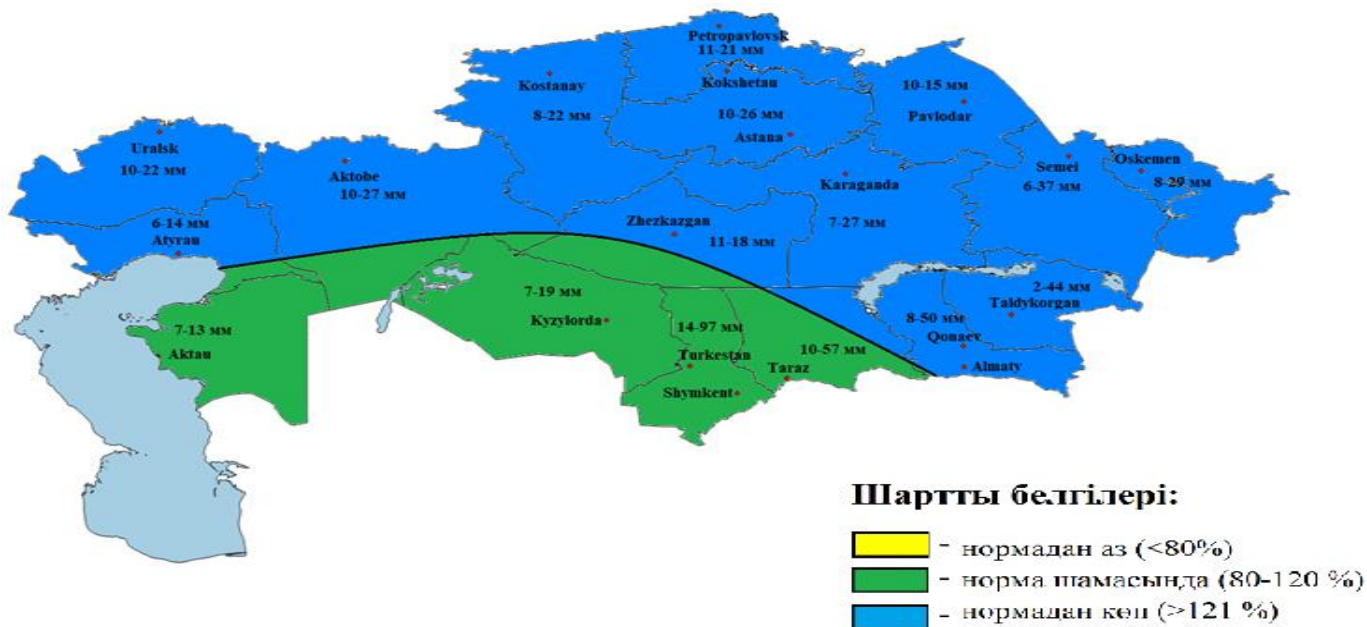 Petropavlovsk
11-21 мм
Kostanay
8-22 мм
Kokshetau
10-26 мм
Astana
10-15 мм
Pavlodar
Uralsk
10-22 мм
Aktobe
10-27 мм
Semei
6-37 мм
Oskemen
8-29 мм
Karaganda
7-27 мм
6-14 мм
Atyrau
Zhezkazgan
11-18 мм
2-44 мм
Taldykorgan
8-50 мм
Qonaev
Almaty
7-13 мм
Aktau
7-19 мм
Kyzylorda
14-97 мм
Turkestan
10-57 мм
Taraz
Shymkent
Шартты белгілері:
- нормадан аз (<80%)
- норма шамасында (80-120 %)
- нормадан көп (>121 %)